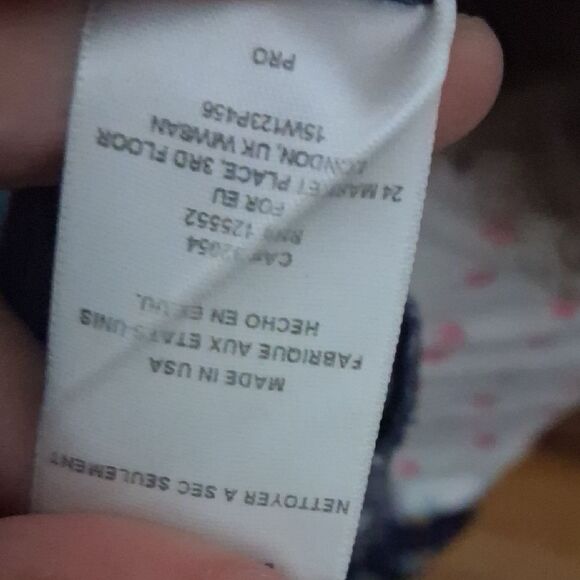 NETTOYER A SEC SEULEMENT
MADE IN USA
FABRIQUE AUX ETATS-UNIS
HECHO EN EE.UU.
RN# 125552
FOR EU
24 MARKET PLACE, 3RD FLOOR
LONDON, UK W1W8AN
1SW123P456
PRO